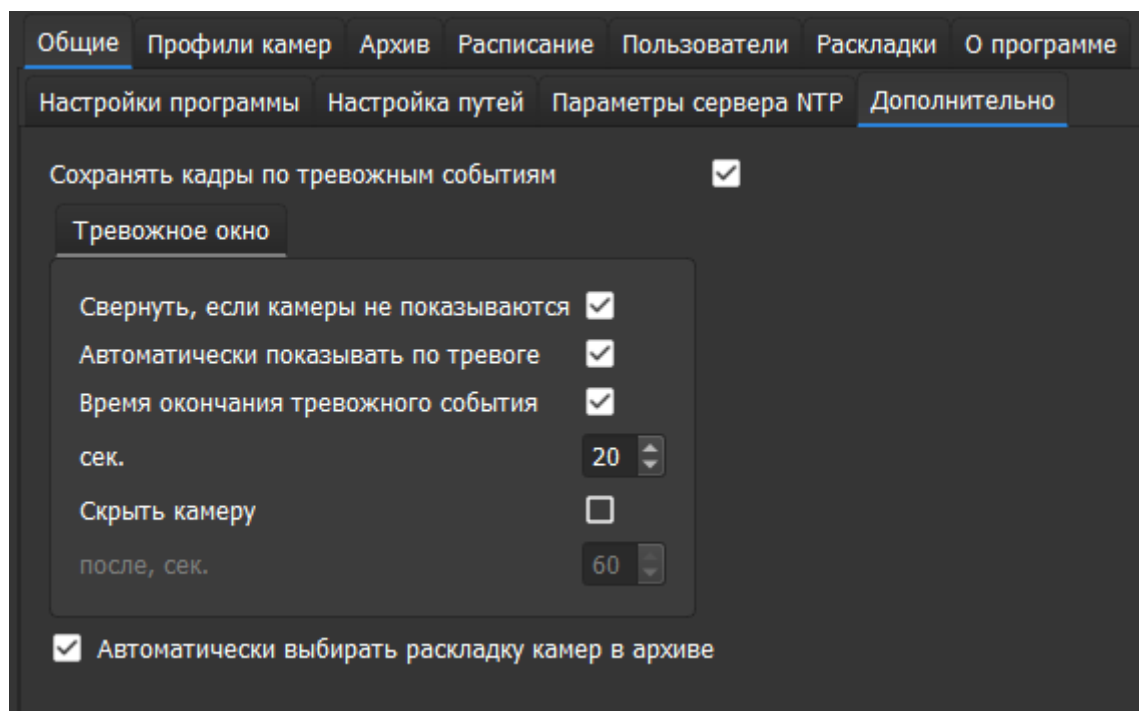 Общие Профили камер Архив Расписание Пользователи Раскладки О программе
Настройки программы Настройка путей Параметры сервера NTP Дополнительно
Сохранять кадры по тревожным событиям
Тревожное окно
Свернуть, если камеры не показываются
Автоматически показывать по тревоге
Время окончания тревожного события
сек. 20
Скрыть камеру
после, сек. 60
Автоматически выбирать раскладку камер в архиве